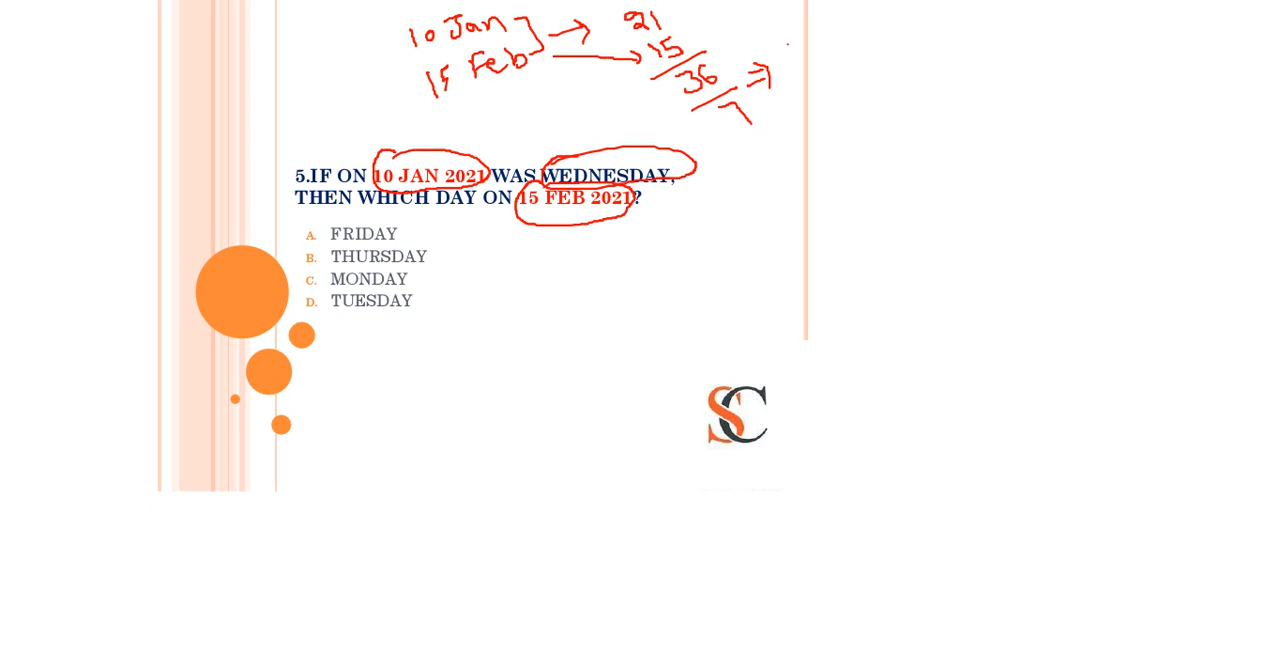 10 Jan → 21
15 Feb → 15
36 ⇒
7
5.IF ON 10 JAN 2021 WAS WEDNESDAY,
THEN WHICH DAY ON 15 FEB 2021?
A. FRIDAY
B. THURSDAY
C. MONDAY
D. TUESDAY
SC